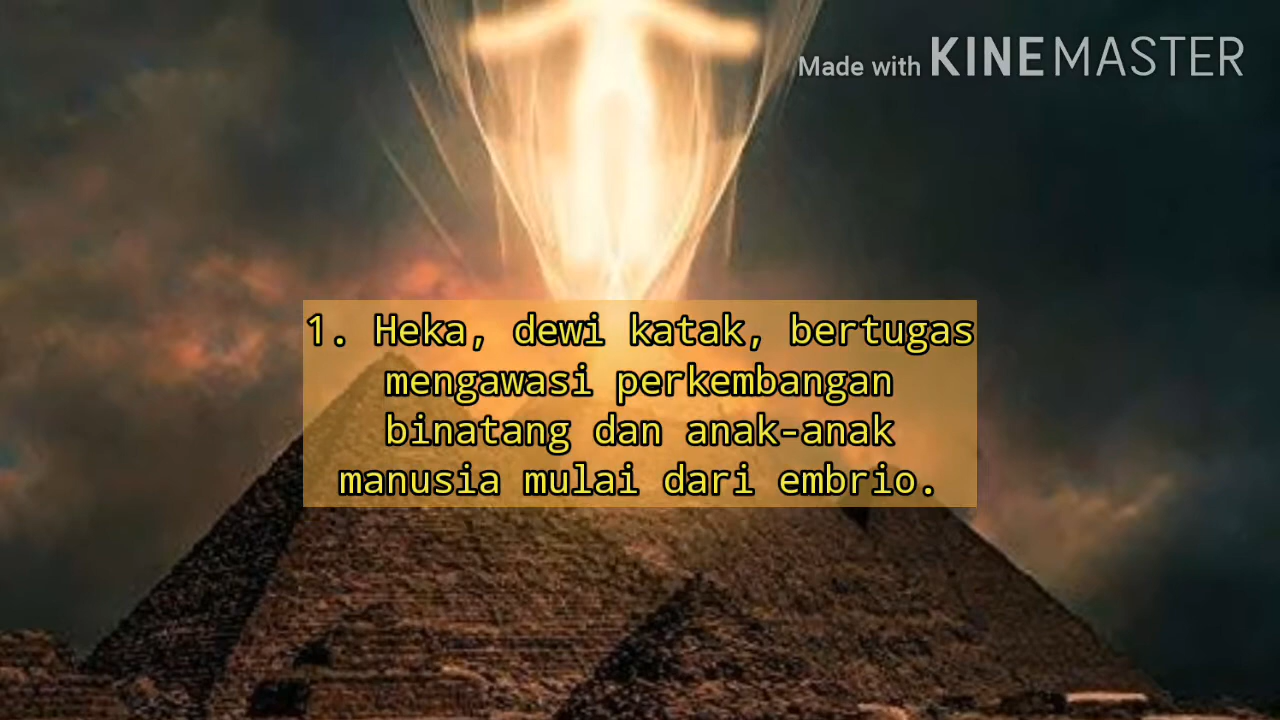 Made with KINEMASTER
1. Heka, dewi katak, bertugas
mengawasi perkembangan
binatang dan anak-anak
manusia mulai dari embrio.